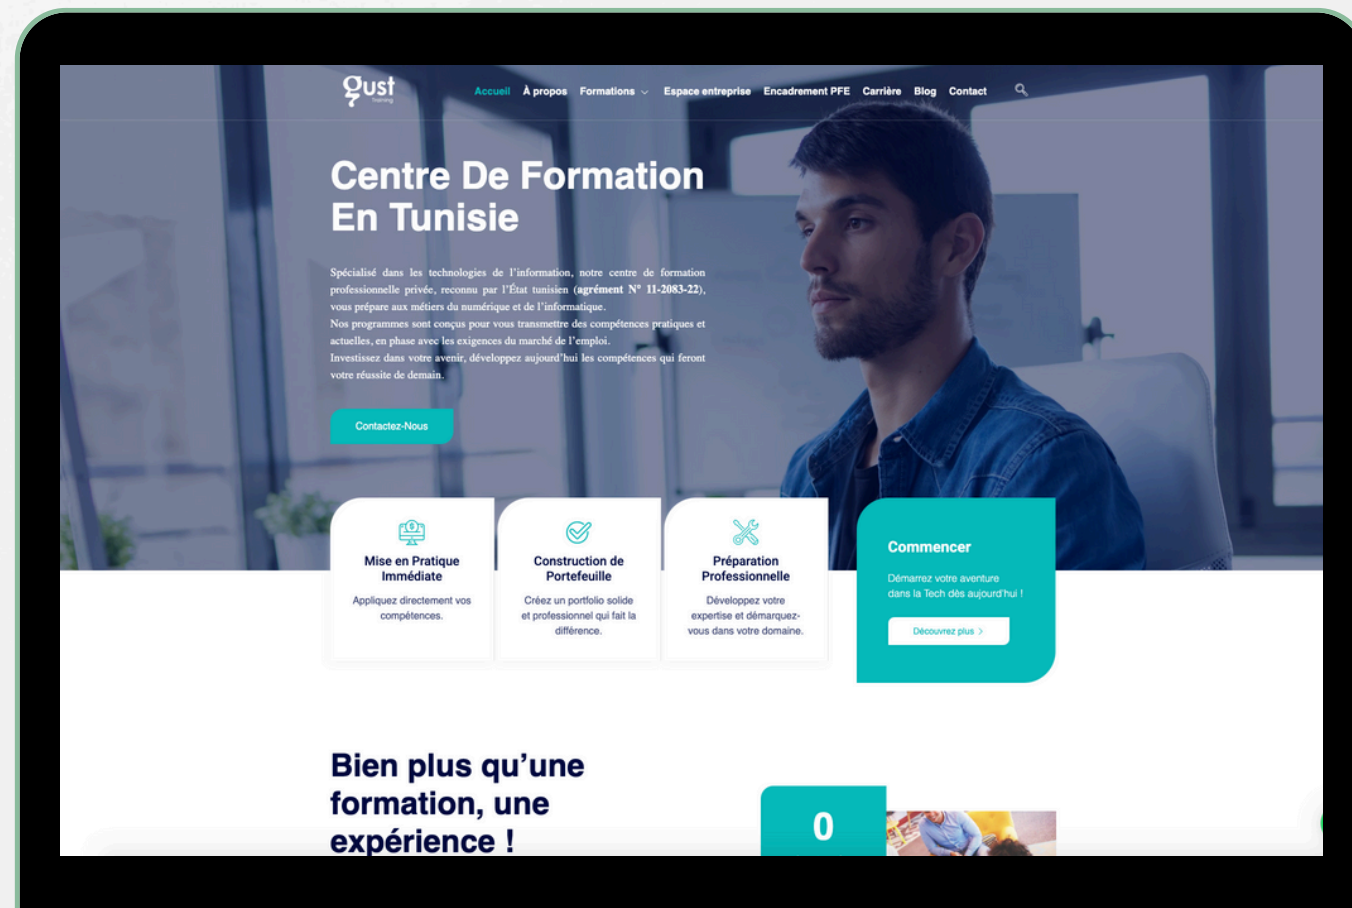 gust
Training
Accueil À propos Formations Espace entreprise Encadrement PFE Carrière Blog Contact
Centre De Formation
En Tunisie
Spécialisé dans les technologies de l'information, notre centre de formation
professionnelle privée, reconnu par l'État tunisien (agrément N° 11-2083-22),
vous prépare aux métiers du numérique et de l'informatique.
Nos programmes sont conçus pour vous transmettre des compétences pratiques et
actuelles, en phase avec les exigences du marché de l'emploi.
Investissez dans votre avenir, développez aujourd'hui les compétences qui feront
votre réussite de demain.
Contactez-Nous
Mise en Pratique
Immédiate
Appliquez directement vos
compétences.
Construction de
Portefeuille
Créez un portfolio solide
et professionnel qui fait la
différence.
Préparation
Professionnelle
Développez votre
expertise et démarquez-
vous dans votre domaine.
Commencer
Démarrez votre aventure
dans la Tech dès aujourd'hui !
Découvrez plus >
Bien plus qu'une
formation, une
expérience !
0